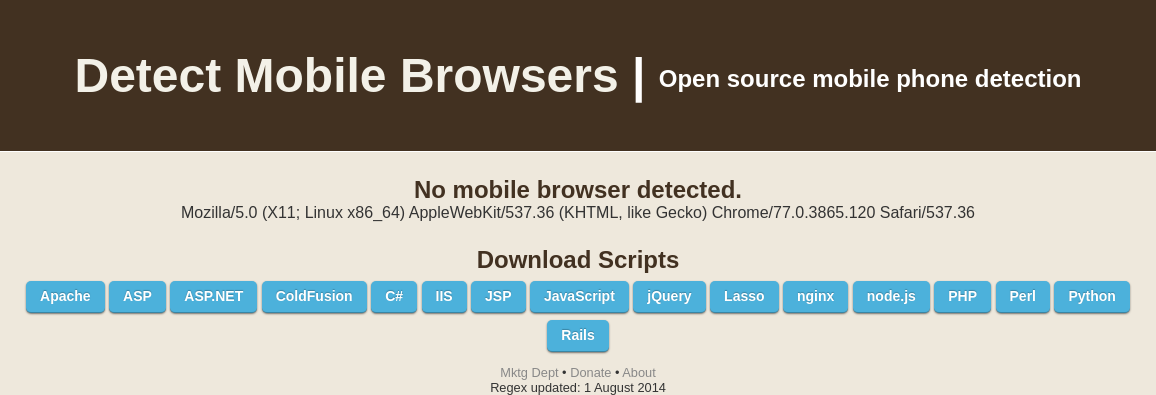 Detect Mobile Browsers | Open source mobile phone detection
No mobile browser detected.
Mozilla/5.0 (X11; Linux x86_64) AppleWebKit/537.36 (KHTML, like Gecko) Chrome/77.0.3865.120 Safari/537.36
Download Scripts
Apache ASP ASP.NET ColdFusion C# IIS JSP JavaScript jQuery Lasso nginx node.js PHP Perl Python
Rails
Mktg Dept • Donate • About
Regex updated: 1 August 2014